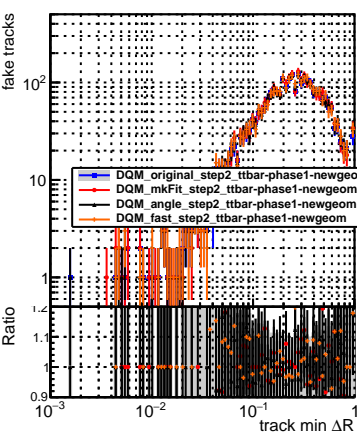 fake tracks
10²
DQM_original_step2_ttbar-phase1-newgeo
10
DQM_mkFit_step2_ttbar-phase1-newgeom
DQM_angle_step2_ttbar-phase1-newgeom
DQM_fast_step2_ttbar-phase1-newgeom
1
Ratio
1.2
1.1
1
0.9
10⁻³ 10⁻² 10⁻¹ 1
track min ΔR